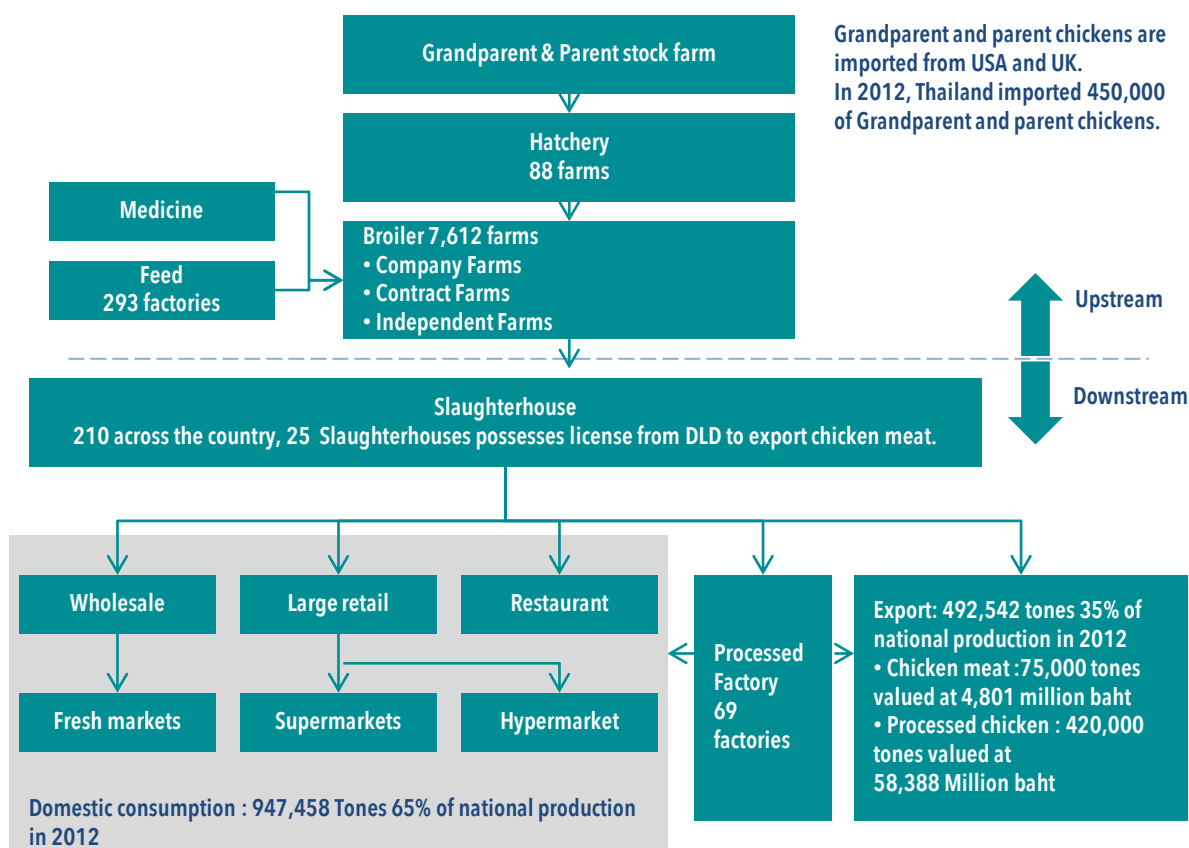 Grandparent & Parent stock farm
Grandparent and parent chickens are
imported from USA and UK.
In 2012, Thailand imported 450,000
of Grandparent and parent chickens.
Hatchery
88 farms
Medicine
Feed
293 factories
Broiler 7,612 farms
• Company Farms
• Contract Farms
• Independent Farms
Upstream
Downstream
Slaughterhouse
210 across the country, 25 Slaughterhouses possesses license from DLD to export chicken meat.
Wholesale
Large retail
Restaurant
Fresh markets
Supermarkets
Hypermarket
Domestic consumption : 947,458 Tones 65% of national production
in 2012
Processed
Factory
69
factories
Export: 492,542 tones 35% of
national production in 2012
• Chicken meat :75,000 tones
valued at 4,801 million baht
• Processed chicken : 420,000
tones valued at
58,388 Million baht